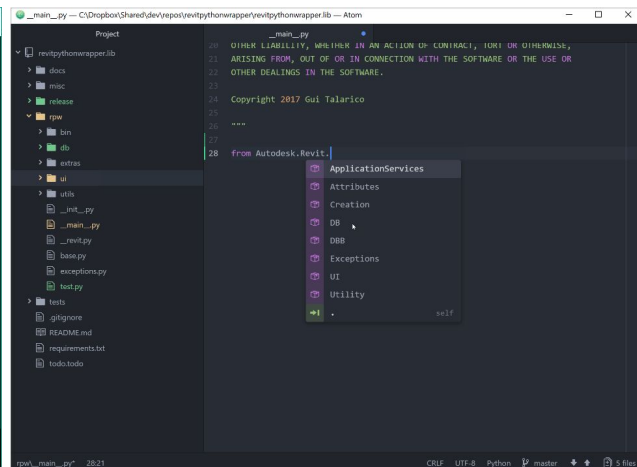 __main__.py — C:\Dropbox\Shared\dev\repos\revitpythonwrapper\revitpythonwrapper.lib — Atom
Project
revitpythonwrapper.lib
docs
misc
release
rpw
bin
db
extras
ui
utils
__init__.py
__main__.py
__revit.py
base.py
exceptions.py
test.py
tests
.gitignore
README.md
requirements.txt
todo.todo
__main__.py
20 OTHER LIABILITY, WHETHER IN AN ACTION OF CONTRACT, TORT OR OTHERWISE,
21 ARISING FROM, OUT OF OR IN CONNECTION WITH THE SOFTWARE OR THE USE OR
22 OTHER DEALINGS IN THE SOFTWARE.
23
24 Copyright 2017 Gui Talarico
25
26 """
27
28 from Autodesk.Revit.
ApplicationServices
Attributes
Creation
DB
DBB
Exceptions
UI
Utility
. self
rpw\__main__.py* 28:21 CRLF UTF-8 Python master 5 files